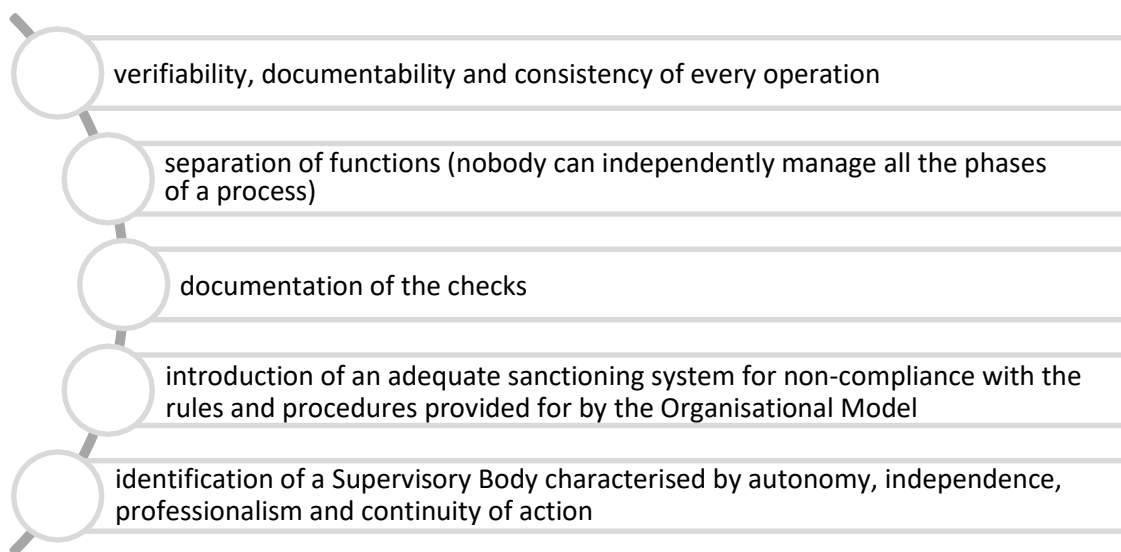 verifiability, documentability and consistency of every operation
separation of functions (nobody can independently manage all the phases
of a process)
documentation of the checks
introduction of an adequate sanctioning system for non-compliance with the
rules and procedures provided for by the Organisational Model
identification of a Supervisory Body characterised by autonomy, independence,
professionalism and continuity of action